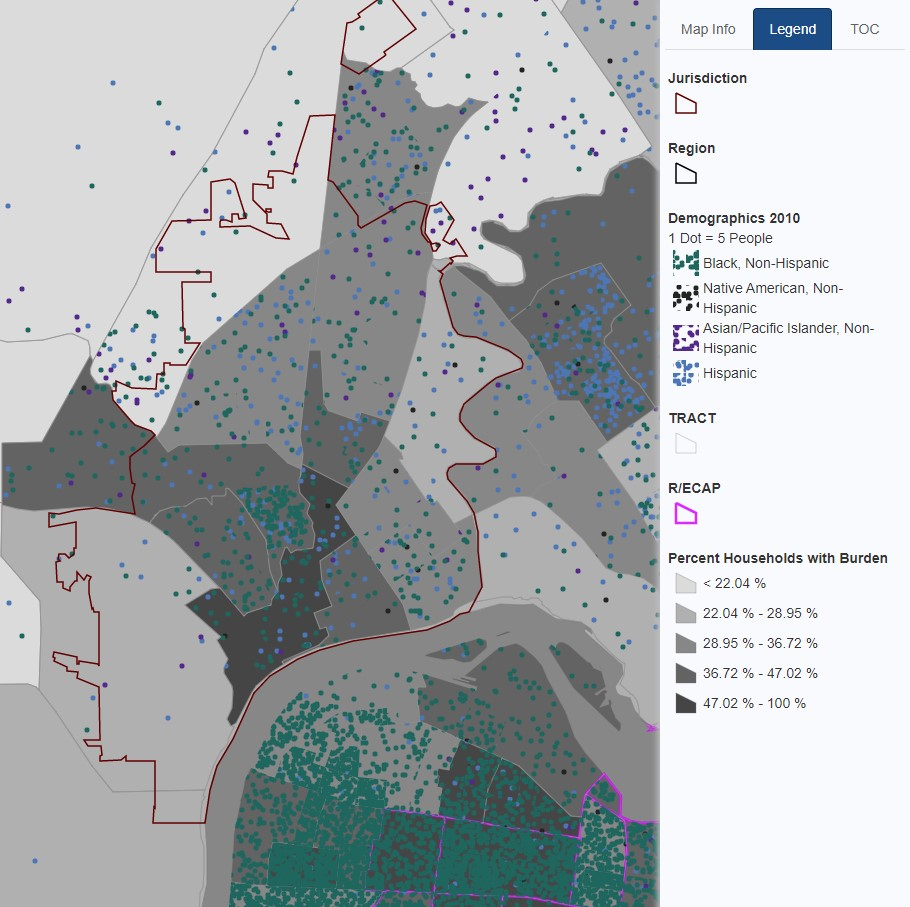 Map Info
Legend
TOC
Jurisdiction
Region
Demographics 2010
1 Dot = 5 People
Black, Non-Hispanic
Native American, Non-
Hispanic
Asian/Pacific Islander, Non-
Hispanic
Hispanic
TRACT
R/ECAP
Percent Households with Burden
< 22.04 %
22.04 % - 28.95 %
28.95 % - 36.72 %
36.72 % - 47.02 %
47.02 % - 100 %